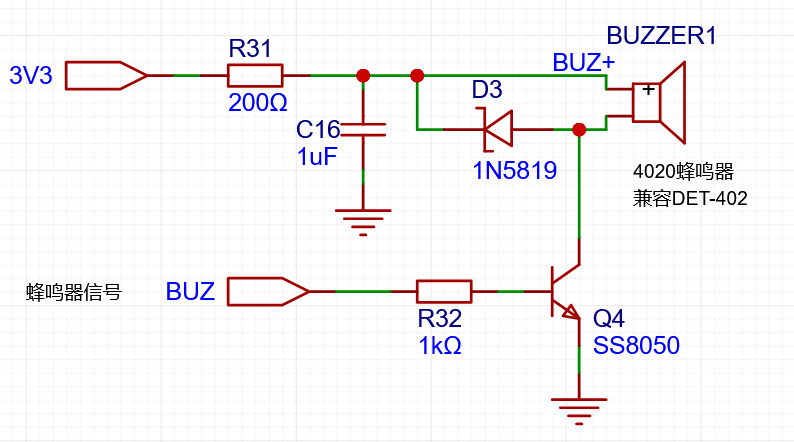 BUZZER1
R31
BUZ+
3V3
200Ω
D3
+
C16
1uF
1N5819
4020蜂鸣器
兼容DET-402
蜂鸣器信号
BUZ
R32
1kΩ
Q4
SS8050